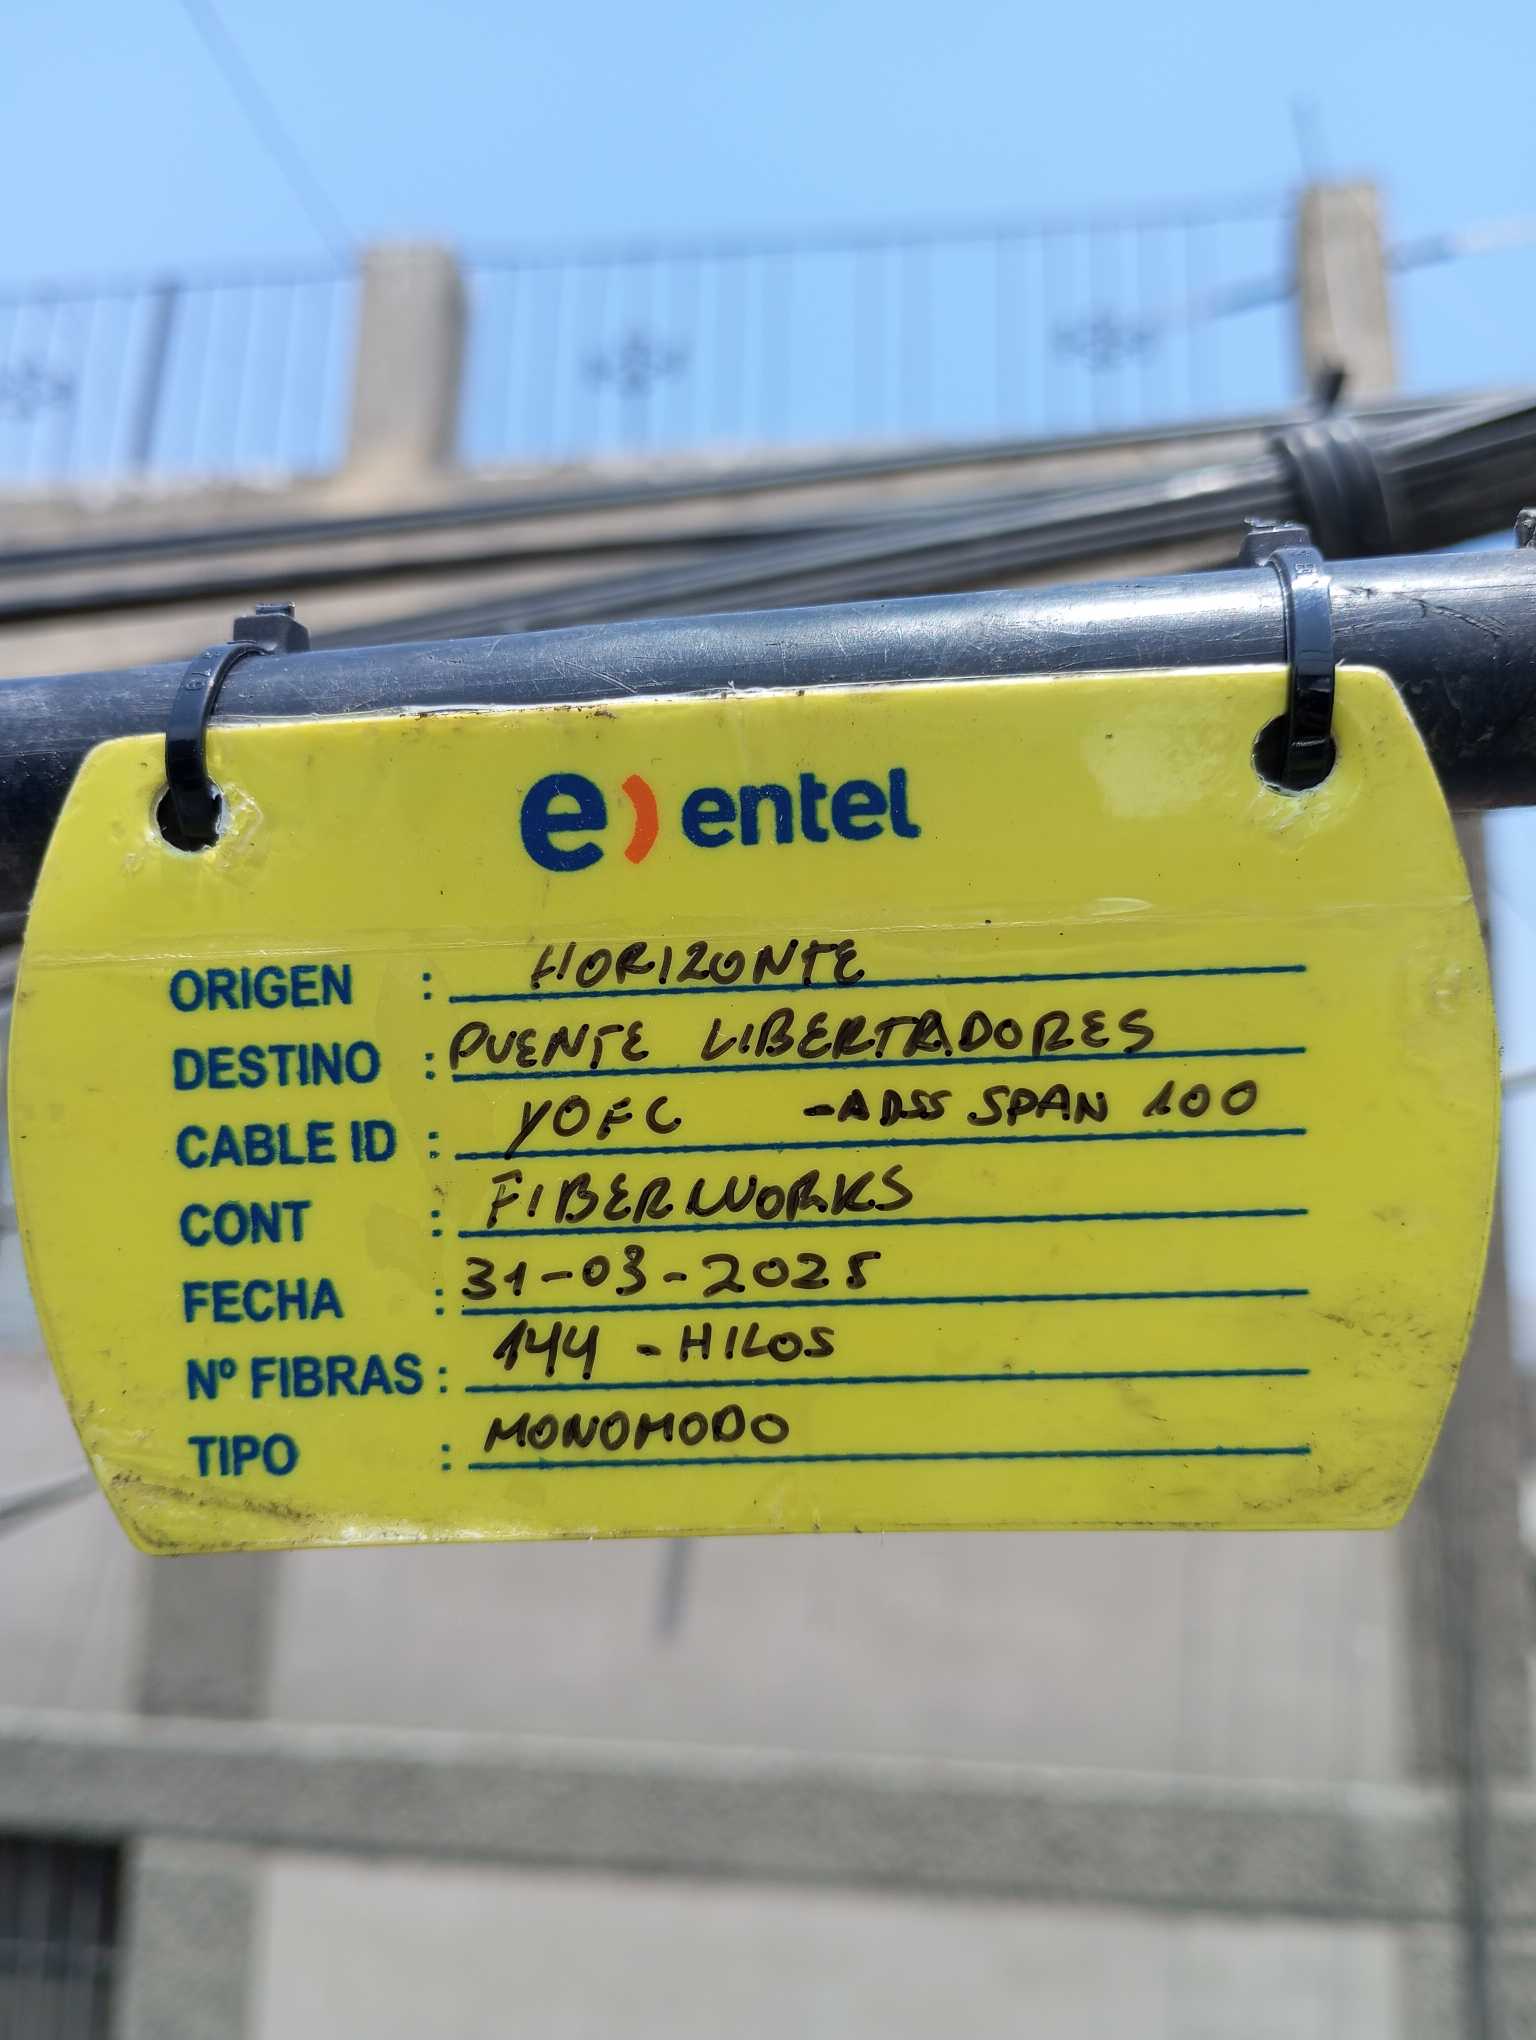 e) entel
ORIGEN : HORIZONTE
DESTINO : PUENTE LIBERTADORES
CABLE ID : YOFC -ADSS SPAN 100
CONT : FIBERWORKS
FECHA : 31-03-2025
Nº FIBRAS : 144 - HILOS
TIPO : MONOMODO